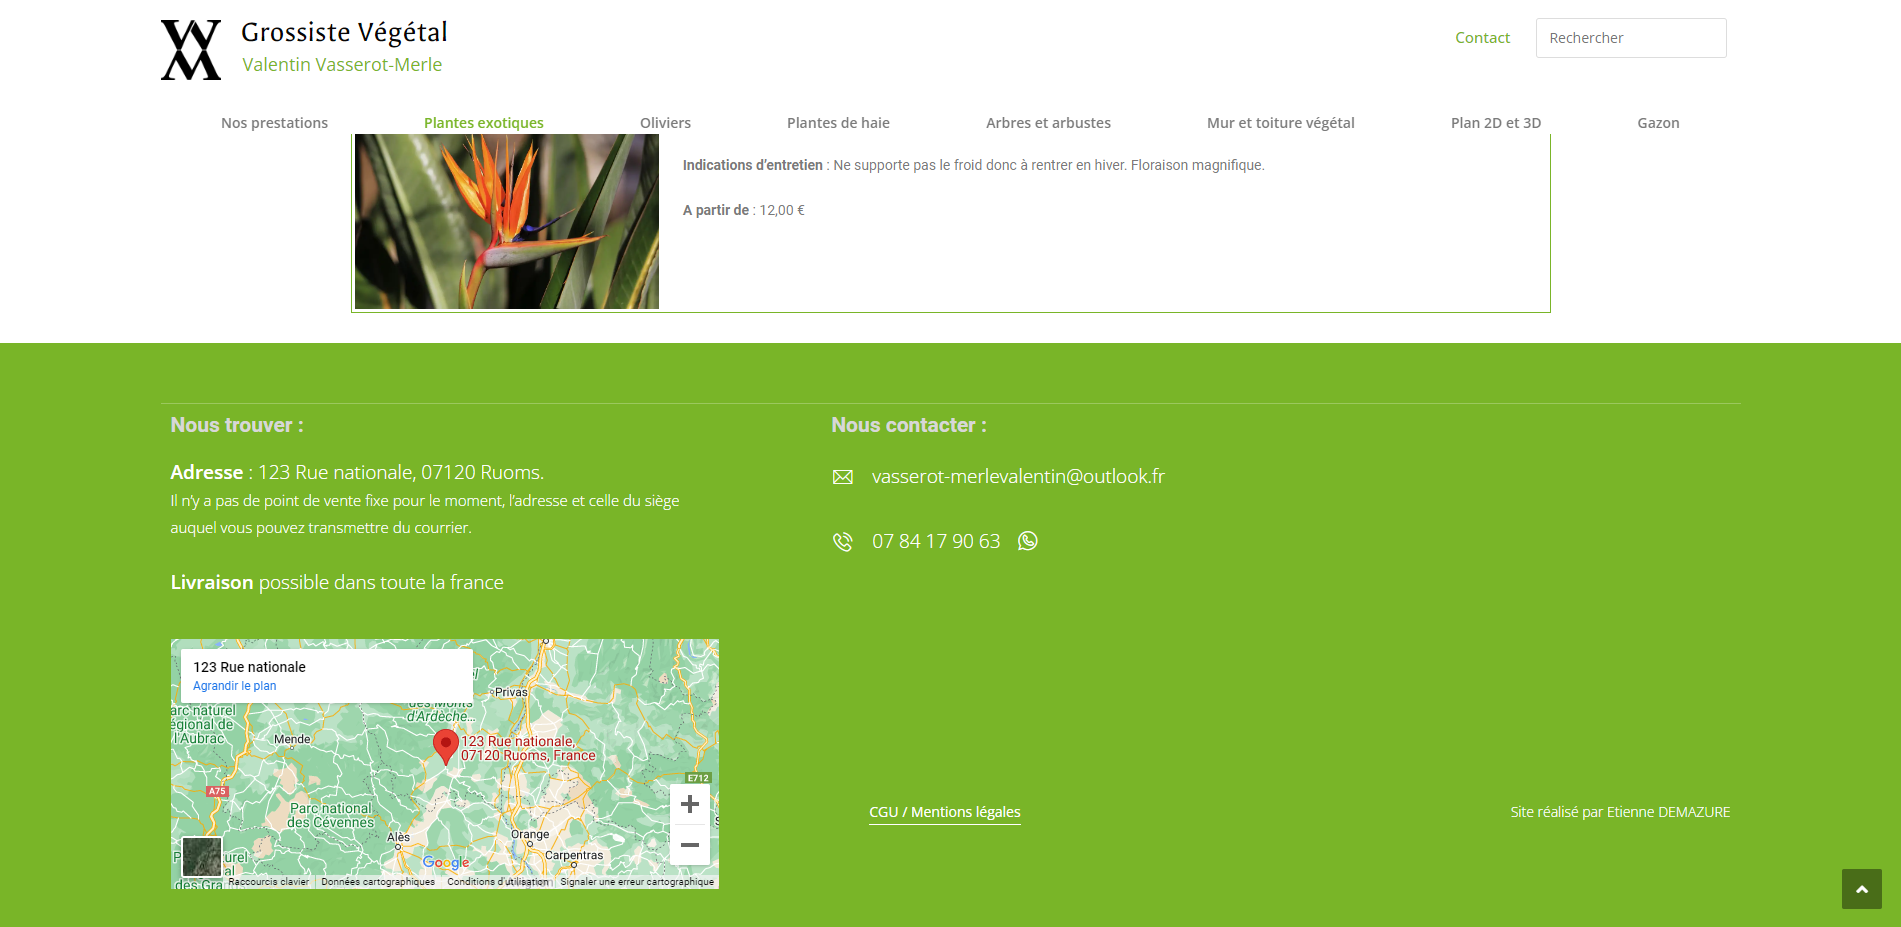 Grossiste Végétal
Valentin Vasserot-Merle
Contact
Rechercher
Nos prestations
Plantes exotiques
Oliviers
Plantes de haie
Arbres et arbustes
Mur et toiture végétal
Plan 2D et 3D
Gazon
Indications d’entretien : Ne supporte pas le froid donc à rentrer en hiver. Floraison magnifique.
A partir de : 12,00 €
Nous trouver :
Adresse : 123 Rue nationale, 07120 Ruoms.
Il n’y a pas de point de vente fixe pour le moment, l’adresse et celle du siège
auquel vous pouvez transmettre du courrier.
Livraison possible dans toute la france
Nous contacter :
vasserot-merlevalentin@outlook.fr
07 84 17 90 63
123 Rue nationale
Agrandir le plan
Privas
des Monts
d'Ardèche...
arc naturel
égional de
l'Aubrac
Mende
123 Rue nationale,
07120 Ruoms, France
E712
A75
Parc national
des Cévennes
Alès
Orange
Carpentras
Google
Raccourcis clavier
Données cartographiques
Conditions d'utilisation
Signaler une erreur cartographique
CGU / Mentions légales
Site réalisé par Etienne DEMAZURE